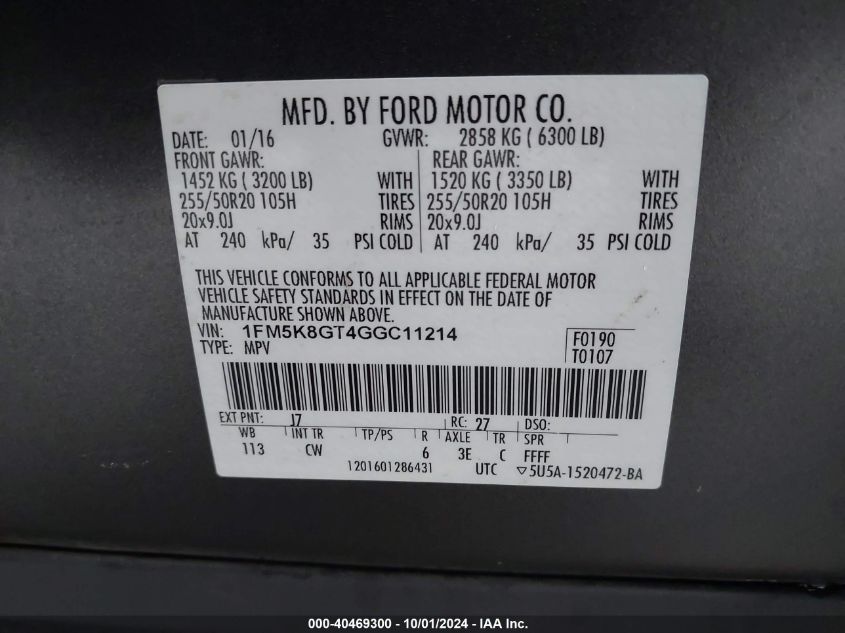 MFD. BY FORD MOTOR CO.
DATE: 01/16 GVWR: 2858 KG ( 6300 LB)
FRONT GAWR: REAR GAWR:
1452 KG ( 3200 LB) WITH 1520 KG ( 3350 LB) WITH
255/50R20 105H TIRES 255/50R20 105H TIRES
20x9.0J RIMS 20x9.0J RIMS
AT 240 kPa/ 35 PSI COLD AT 240 kPa/ 35 PSI COLD
THIS VEHICLE CONFORMS TO ALL APPLICABLE FEDERAL MOTOR
VEHICLE SAFETY STANDARDS IN EFFECT ON THE DATE OF
MANUFACTURE SHOWN ABOVE.
VIN: 1FM5K8GT4GGC11214 F0190
TYPE: MPV T0107
EXT PNT: J7 RC: 27 DSO:
WB INT TR TP/PS R AXLE TR SPR
113 CW 6 3E C FFFF
1201601286431 UTC ▽5U5A-1520472-BA
000-40469300 - 10/01/2024 - IAA Inc.